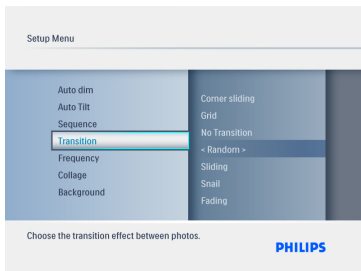 Setup Menu
Auto dim
Auto Tilt
Sequence
Transition
Frequency
Collage
Background
Corner sliding
Grid
No Transition
< Random >
Sliding
Snail
Fading
Choose the transition effect between photos.
PHILIPS